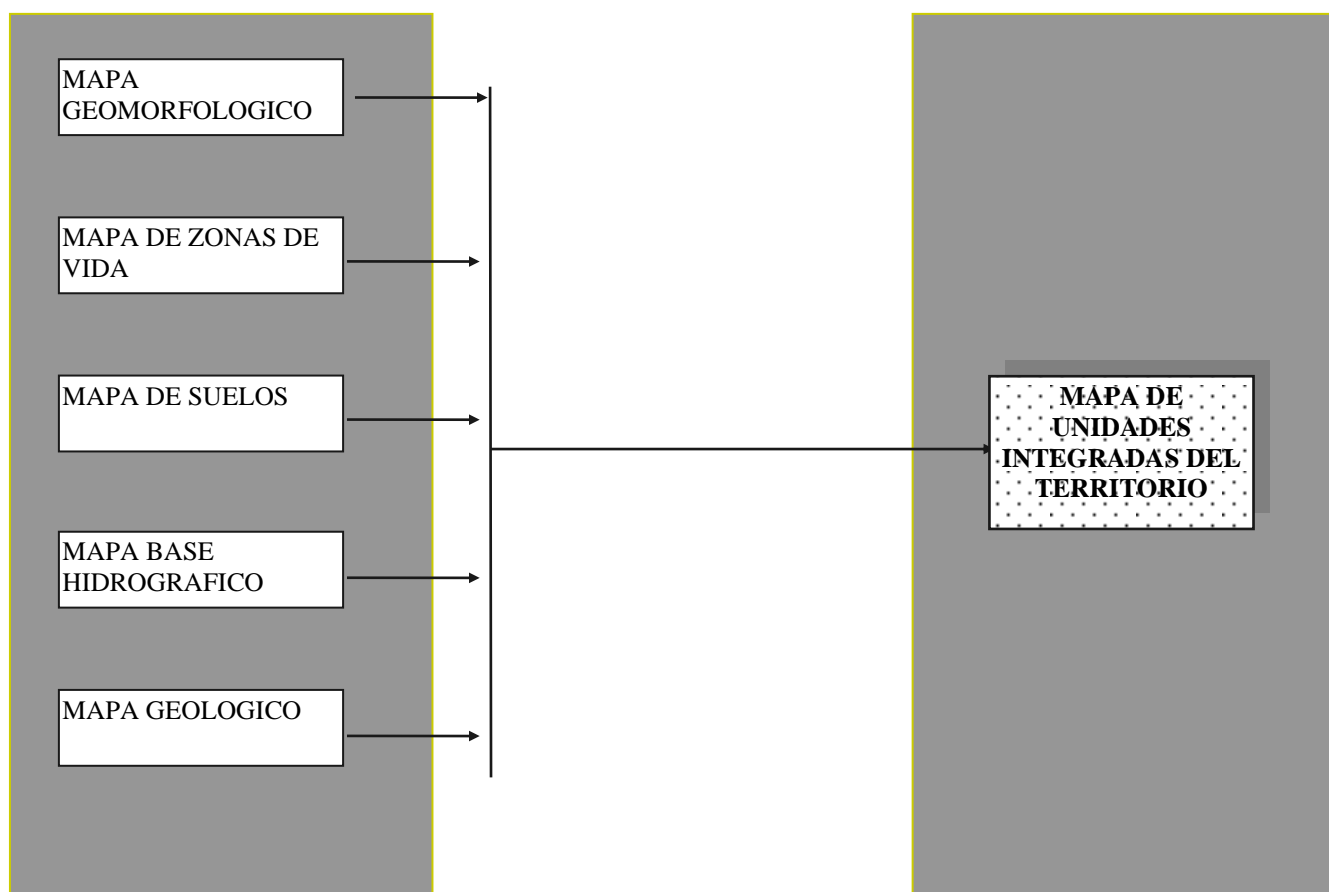 MAPA
GEOMORFOLOGICO
MAPA DE ZONAS DE
VIDA
MAPA DE SUELOS
MAPA BASE
HIDROGRAFICO
MAPA GEOLOGICO
MAPA DE
UNIDADES
INTEGRADAS DEL
TERRITORIO